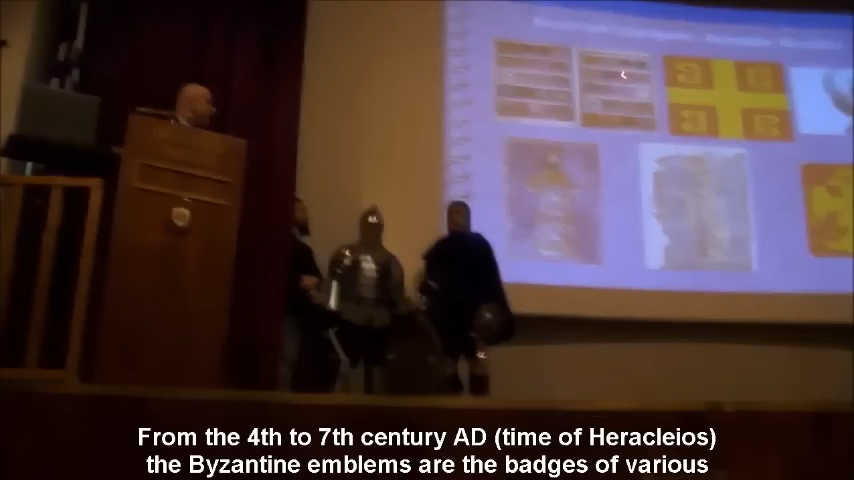 From the 4th to 7th century AD (time of Heracleios)
the Byzantine emblems are the badges of various